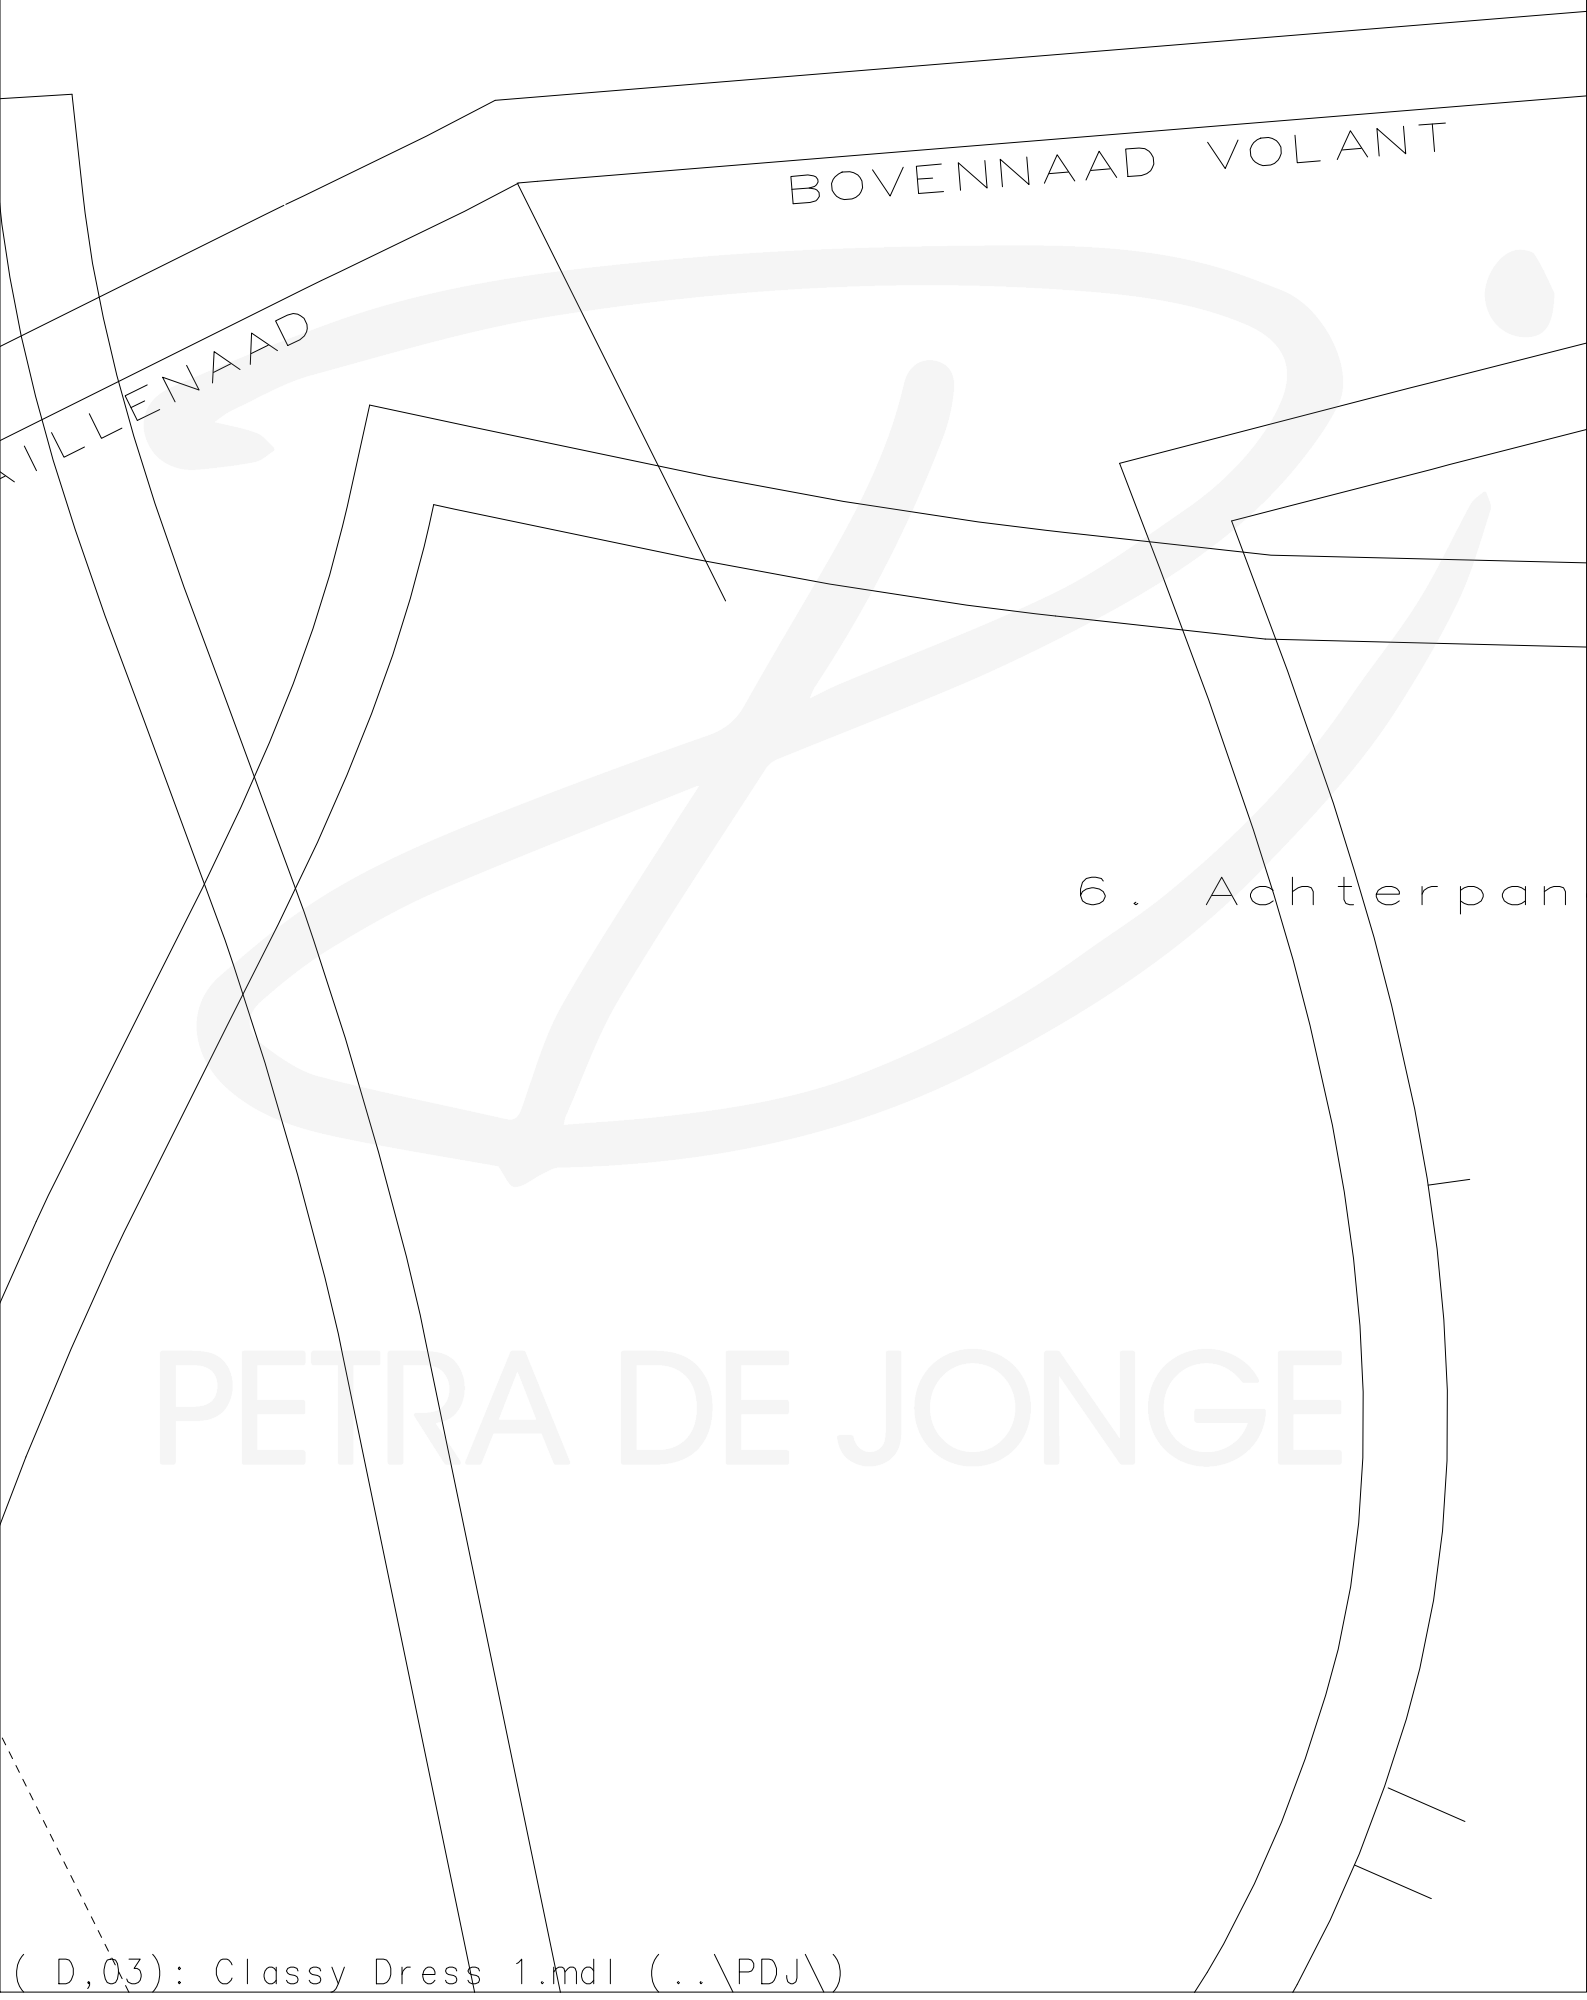 BOVENNAAD VOLANT
AILLENAAD
6. Achterpan
PETRA DE JONGE
( D,03): Classy Dress 1.mdl (..\PDJ\)